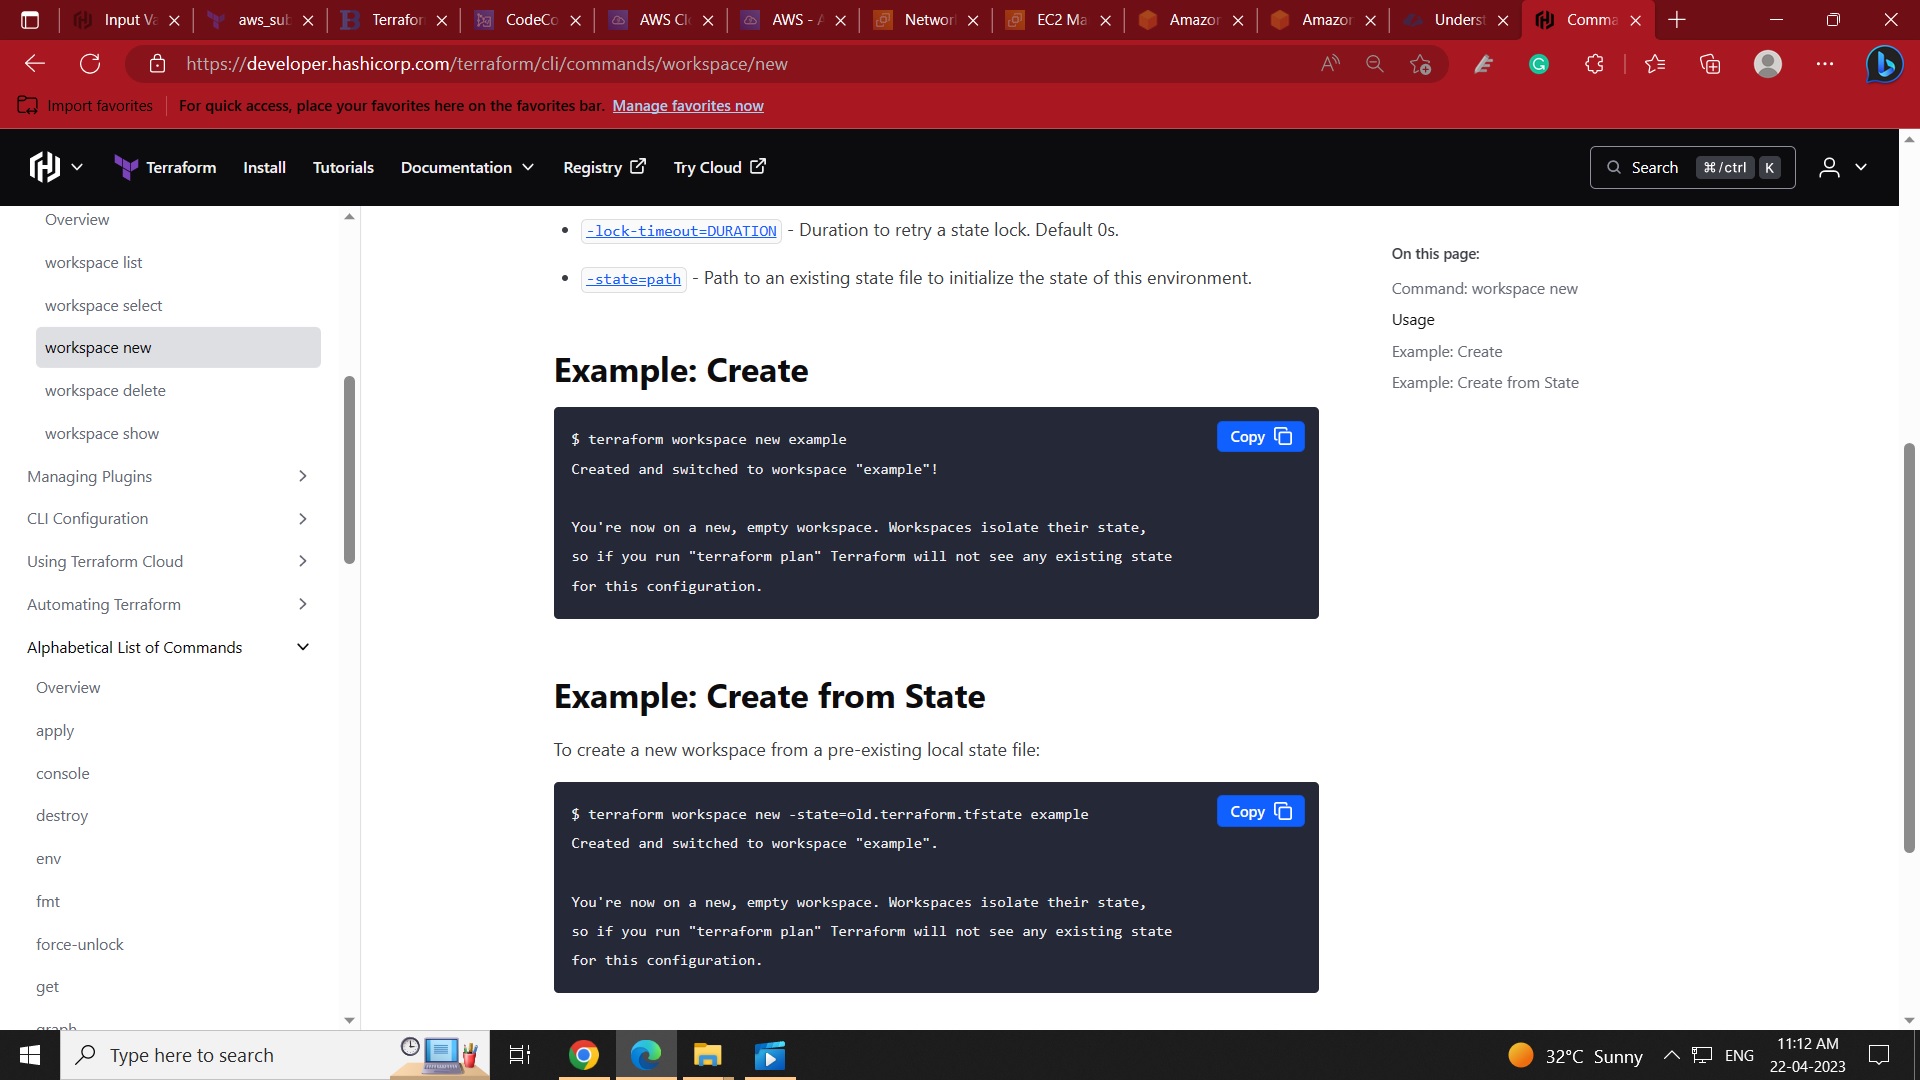 Input Va
aws_sub
Terraform
CodeCo
AWS Cl
AWS - A
Network
EC2 Ma
Amazon
Amazon
Underst
Comma
https://developer.hashicorp.com/terraform/cli/commands/workspace/new
Import favorites
For quick access, place your favorites here on the favorites bar. Manage favorites now
Terraform
Install
Tutorials
Documentation
Registry
Try Cloud
Search ⌘/ctrl K
Overview
workspace list
workspace select
workspace new
workspace delete
workspace show
Managing Plugins
CLI Configuration
Using Terraform Cloud
Automating Terraform
Alphabetical List of Commands
Overview
apply
console
destroy
env
fmt
force-unlock
get
graph
-lock-timeout=DURATION - Duration to retry a state lock. Default 0s.
-state=path - Path to an existing state file to initialize the state of this environment.
Example: Create
Copy
$ terraform workspace new example
Created and switched to workspace "example"!
You're now on a new, empty workspace. Workspaces isolate their state,
so if you run "terraform plan" Terraform will not see any existing state
for this configuration.
Example: Create from State
To create a new workspace from a pre-existing local state file:
Copy
$ terraform workspace new -state=old.terraform.tfstate example
Created and switched to workspace "example".
You're now on a new, empty workspace. Workspaces isolate their state,
so if you run "terraform plan" Terraform will not see any existing state
for this configuration.
On this page:
Command: workspace new
Usage
Example: Create
Example: Create from State
Type here to search
32°C Sunny
ENG
11:12 AM
22-04-2023